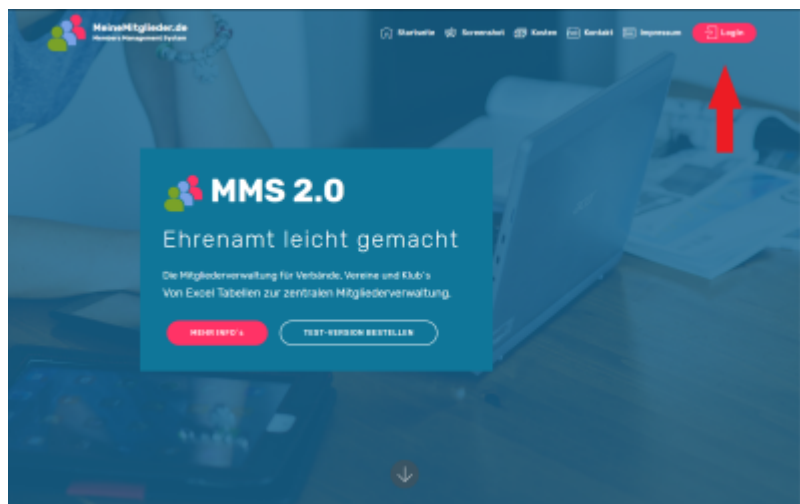 MeineMitglieder.de
Members Management System
Startseite Screenshot Kosten Kontakt Impressum Login
MMS 2.0
Ehrenamt leicht gemacht
Die Mitgliederverwaltung für Verbände, Vereine und Klub's
Von Excel Tabellen zur zentralen Mitgliederverwaltung.
MEHR INFO's TEST-VERSION BESTELLEN